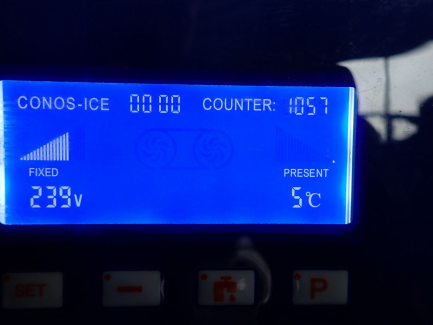 CONOS-ICE 00 00 COUNTER: 1057
FIXED PRESENT
239V 5°C
SET - P